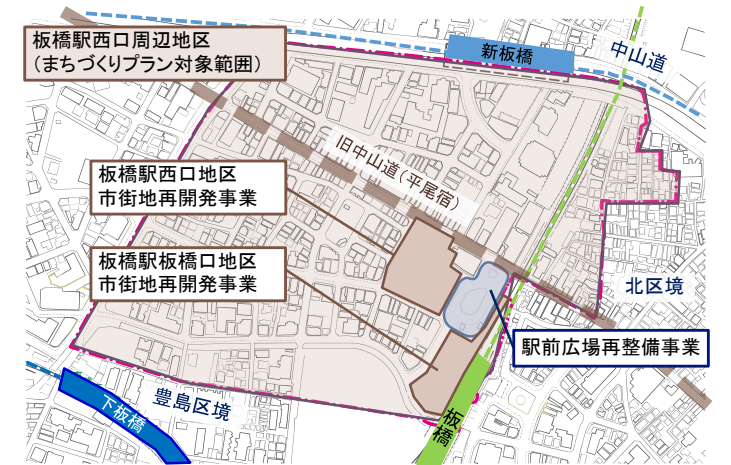 板橋駅西口周辺地区
(まちづくりプラン対象範囲)
新板橋
中山道
旧中山道(平尾宿)
板橋駅西口地区
市街地再開発事業
板橋駅板橋口地区
市街地再開発事業
北区境
駅前広場再整備事業
豊島区境
下板橋
板橋